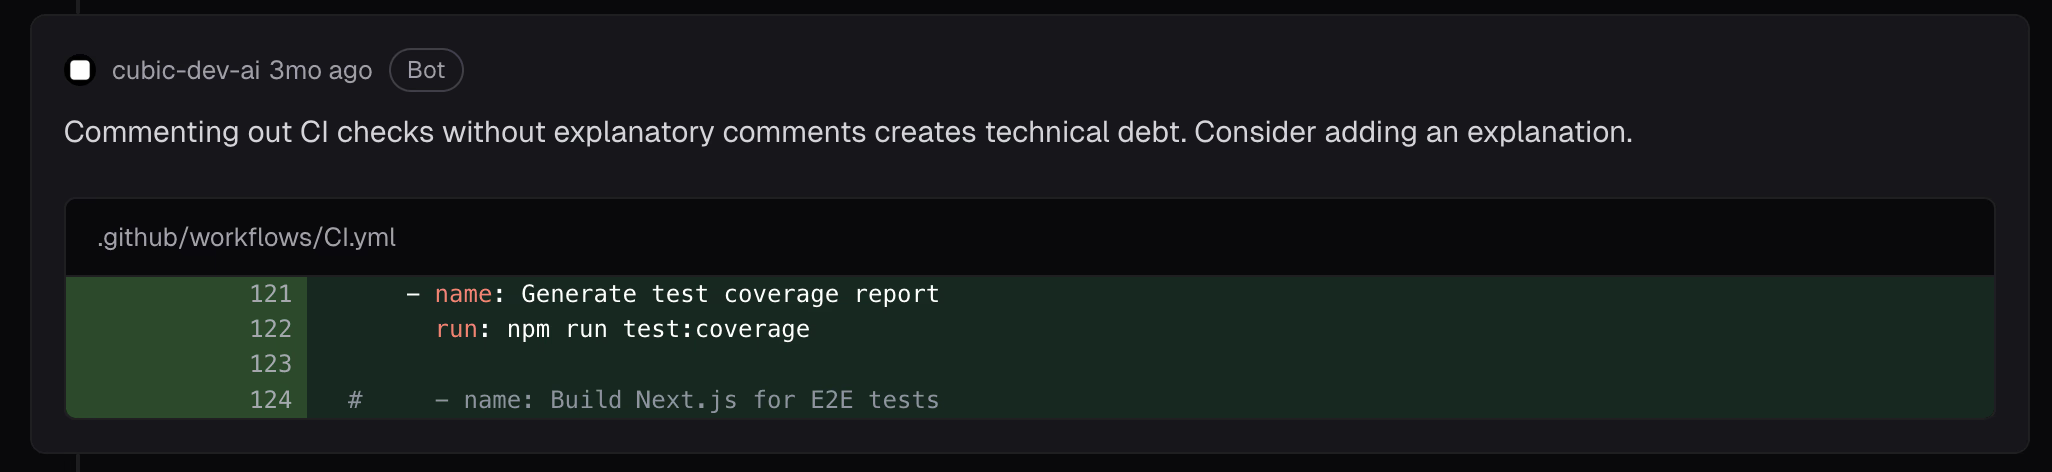 cubic-dev-ai 3mo ago Bot
Commenting out CI checks without explanatory comments creates technical debt. Consider adding an explanation.
.github/workflows/CI.yml
121 - name: Generate test coverage report
122 run: npm run test:coverage
123
124 # - name: Build Next.js for E2E tests